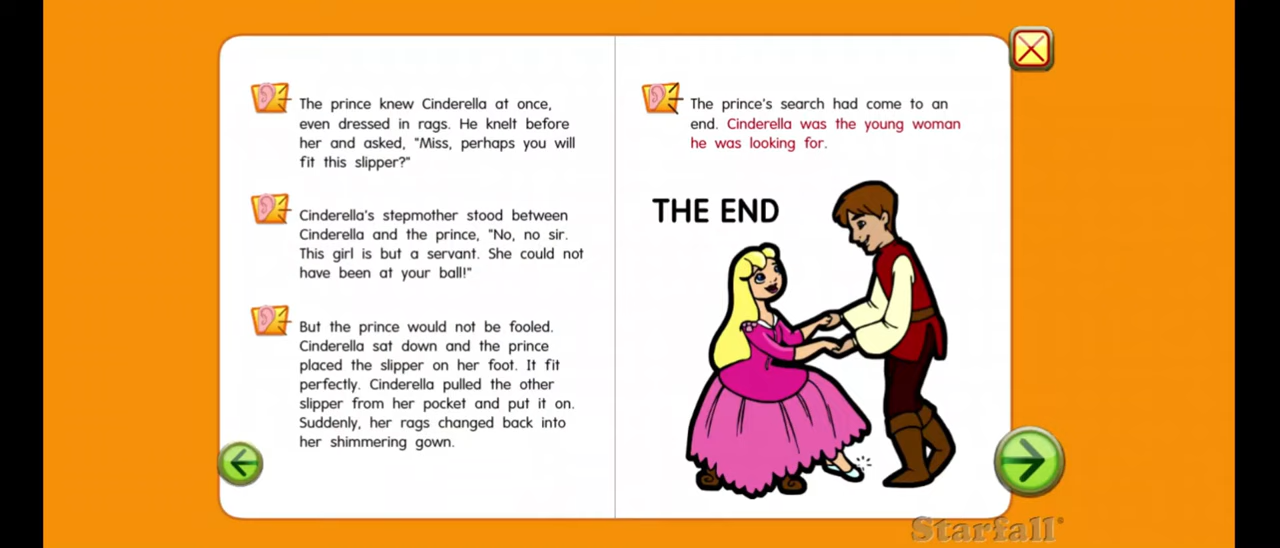 The prince knew Cinderella at once,
even dressed in rags. He knelt before
her and asked, "Miss, perhaps you will
fit this slipper?"
Cinderella's stepmother stood between
Cinderella and the prince, "No, no sir.
This girl is but a servant. She could not
have been at your ball!"
But the prince would not be fooled.
Cinderella sat down and the prince
placed the slipper on her foot. It fit
perfectly. Cinderella pulled the other
slipper from her pocket and put it on.
Suddenly, her rags changed back into
her shimmering gown.
The prince's search had come to an
end. Cinderella was the young woman
he was looking for.
THE END
Starfall®